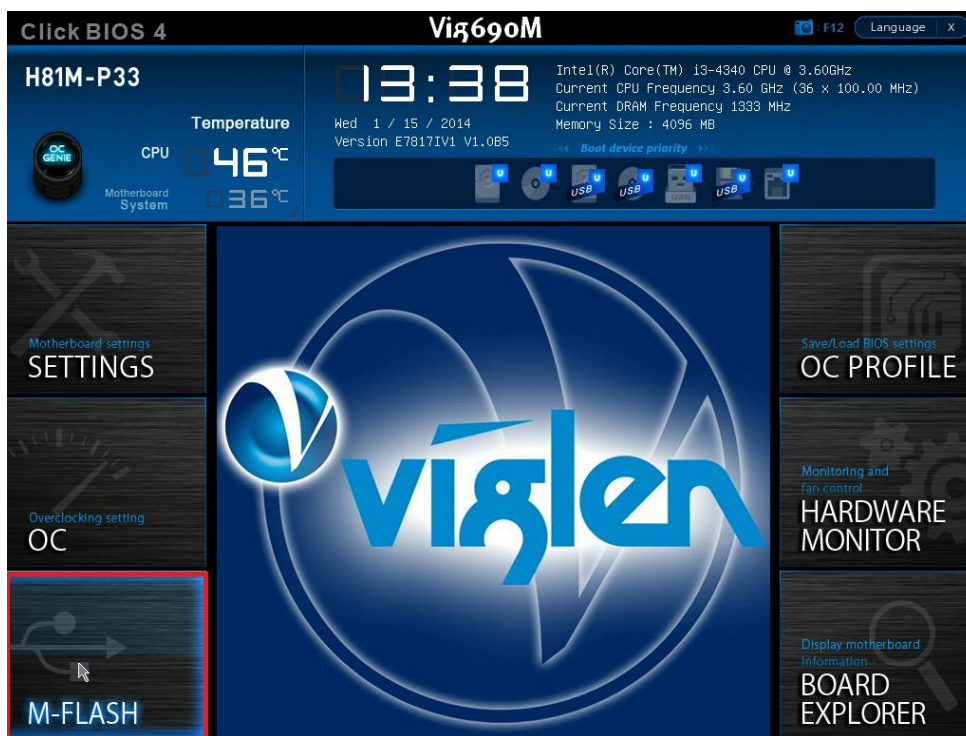 Click BIOS 4
Vig690M
: F12
Language
X
H81M-P33
13:38
Wed 1 / 15 / 2014
Version E7817IV1 V1.0B5
Intel(R) Core(TM) i3-4340 CPU @ 3.60GHz
Current CPU Frequency 3.60 GHz (36 x 100.00 MHz)
Current DRAM Frequency 1333 MHz
Memory Size : 4096 MB
Boot device priority
Temperature
OC
GENIE
CPU
46°C
Motherboard
System
36°C
U
U
USB U
USB U
USB U
USB U
U
Motherboard settings
SETTINGS
Overclocking setting
OC
M-FLASH
viglen
Save/Load BIOS settings
OC PROFILE
Monitoring and
fan control
HARDWARE
MONITOR
Display motherboard
Information
BOARD
EXPLORER